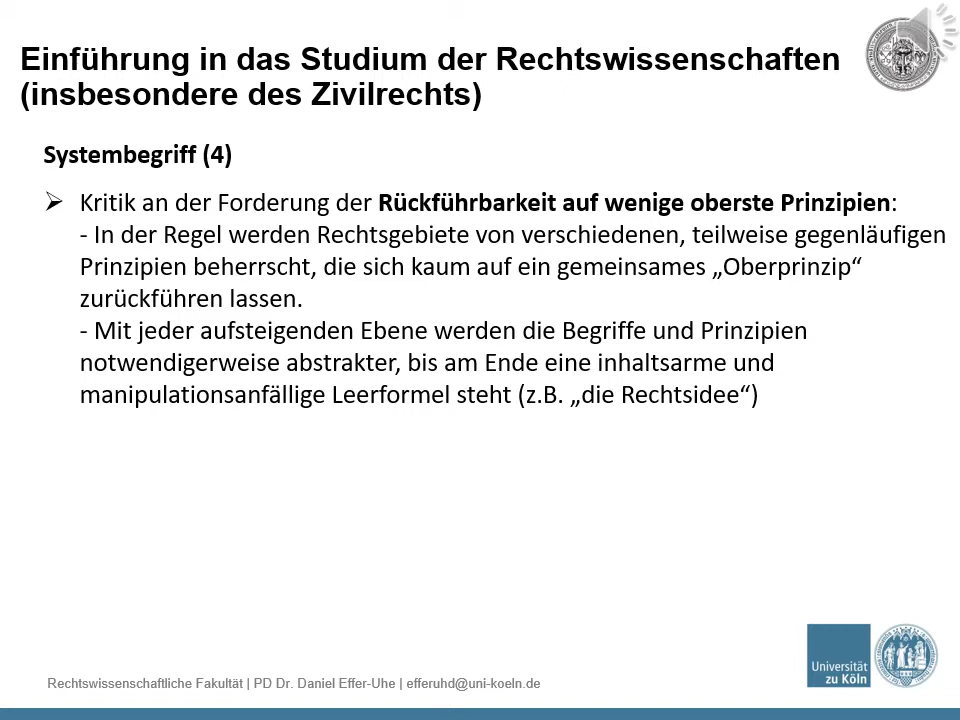 Einführung in das Studium der Rechtswissenschaften
(insbesondere des Zivilrechts)
Systembegriff (4)
➢ Kritik an der Forderung der Rückführbarkeit auf wenige oberste Prinzipien:
- In der Regel werden Rechtsgebiete von verschiedenen, teilweise gegenläufigen
Prinzipien beherrscht, die sich kaum auf ein gemeinsames „Oberprinzip“
zurückführen lassen.
- Mit jeder aufsteigenden Ebene werden die Begriffe und Prinzipien
notwendigerweise abstrakter, bis am Ende eine inhaltsarme und
manipulationsanfällige Leerformel steht (z.B. „die Rechtsidee“)
Universität
zu Köln
Rechtswissenschaftliche Fakultät | PD Dr. Daniel Effer-Uhe | efferuhd@uni-koeln.de